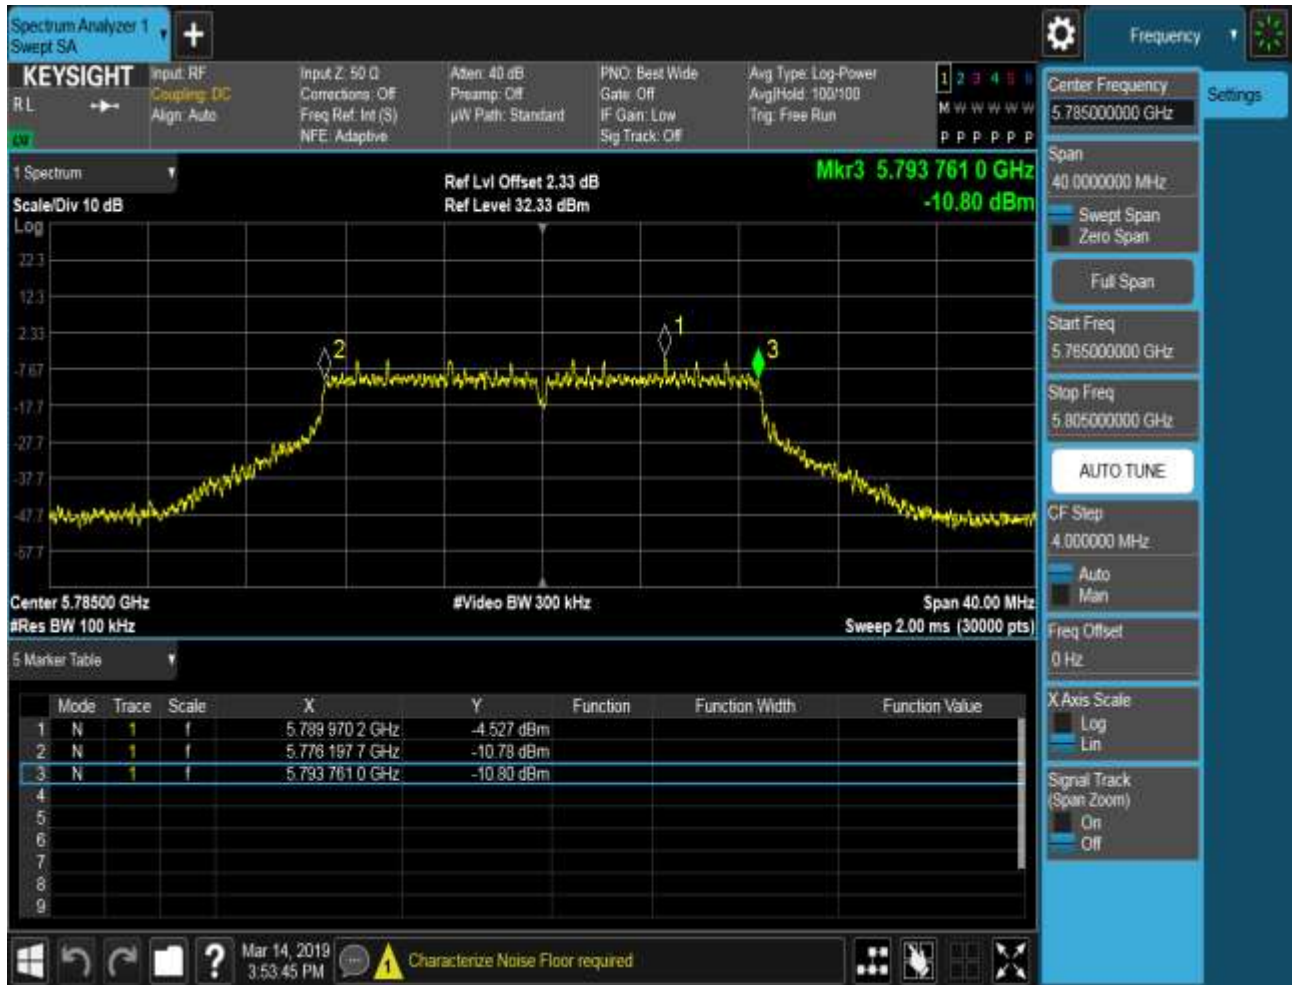 Spectrum Analyzer 1
Swept SA
Frequency
KEYSIGHT
RL
Input: RF
Coupling: DC
Align: Auto
Input Z: 50 Ω
Corrections: Off
Freq Ref: Int (S)
NFE: Adaptive
Atten: 40 dB
Preamp: Off
µW Path: Standard
PNO: Best Wide
Gate: Off
IF Gain: Low
Sig Track: Off
Avg Type: Log-Power
Avg|Hold: 100/100
Trig: Free Run
1 2 3 4 5 6
M W W W W W
P P P P P P
1 Spectrum
Scale/Div 10 dB
Ref Lvl Offset 2.33 dB
Ref Level 32.33 dBm
Mkr3 5.793 761 0 GHz
-10.80 dBm
Log
22.3
12.3
2.33
-7.67
-17.7
-27.7
-37.7
-47.7
-57.7
1
2
3
Center 5.78500 GHz
#Video BW 300 kHz
Span 40.00 MHz
#Res BW 100 kHz
Sweep 2.00 ms (30000 pts)
5 Marker Table
Mode Trace Scale X Y Function Function Width Function Value
1 N 1 f 5.789 970 2 GHz -4.527 dBm
2 N 1 f 5.776 197 7 GHz -10.78 dBm
3 N 1 f 5.793 761 0 GHz -10.80 dBm
4
5
6
7
8
9
Mar 14, 2019
3:53:45 PM
?
1
Characterize Noise Floor required
Settings
Center Frequency
5.785000000 GHz
Span
40.0000000 MHz
Swept Span
Zero Span
Full Span
Start Freq
5.765000000 GHz
Stop Freq
5.805000000 GHz
AUTO TUNE
CF Step
4.000000 MHz
Auto
Man
Freq Offset
0 Hz
X Axis Scale
Log
Lin
Signal Track
(Span Zoom)
On
Off